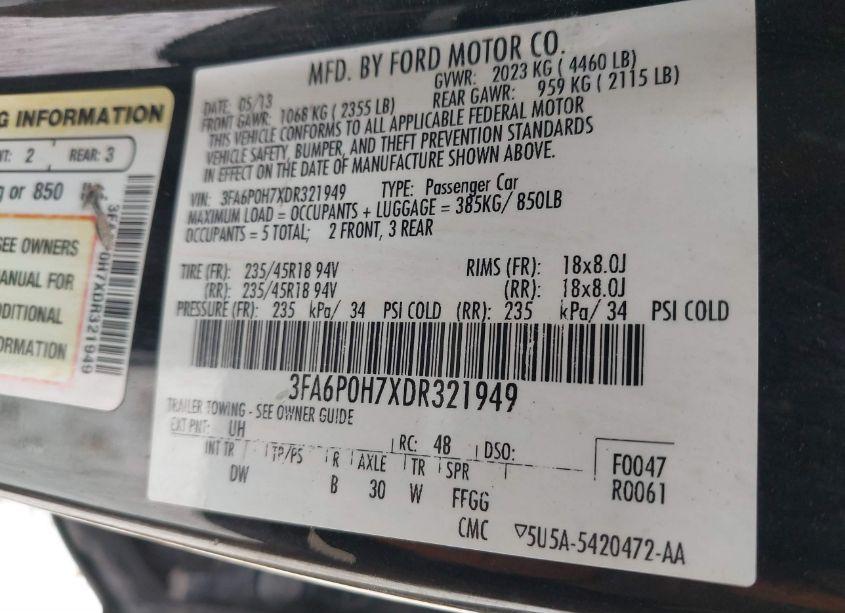 G INFORMATION
NT: 2 REAR: 3
g or 850
SEE OWNERS
MANUAL FOR
ADDITIONAL
INFORMATION
MFD. BY FORD MOTOR CO.
DATE: 05/13 GVWR: 2023 KG ( 4460 LB)
FRONT GAWR: 1068 KG ( 2355 LB) REAR GAWR: 959 KG ( 2115 LB)
THIS VEHICLE CONFORMS TO ALL APPLICABLE FEDERAL MOTOR
VEHICLE SAFETY, BUMPER, AND THEFT PREVENTION STANDARDS
IN EFFECT ON THE DATE OF MANUFACTURE SHOWN ABOVE.
VIN: 3FA6P0H7XDR321949 TYPE: Passenger Car
MAXIMUM LOAD = OCCUPANTS + LUGGAGE = 385KG/ 850LB
OCCUPANTS = 5 TOTAL; 2 FRONT, 3 REAR
TIRE (FR): 235/45R18 94V RIMS (FR): 18x8.0J
(RR): 235/45R18 94V (RR): 18x8.0J
PRESSURE (FR): 235 kPa/ 34 PSI COLD (RR): 235 kPa/ 34 PSI COLD
3FA6P0H7XDR321949
TRAILER TOWING - SEE OWNER GUIDE
EXT PNT: UH RC: 48 DSO:
INT TR TP/PS R AXLE TR SPR
DW B 30 W FFGG
F0047
R0061
CMC ▽5U5A-5420472-AA